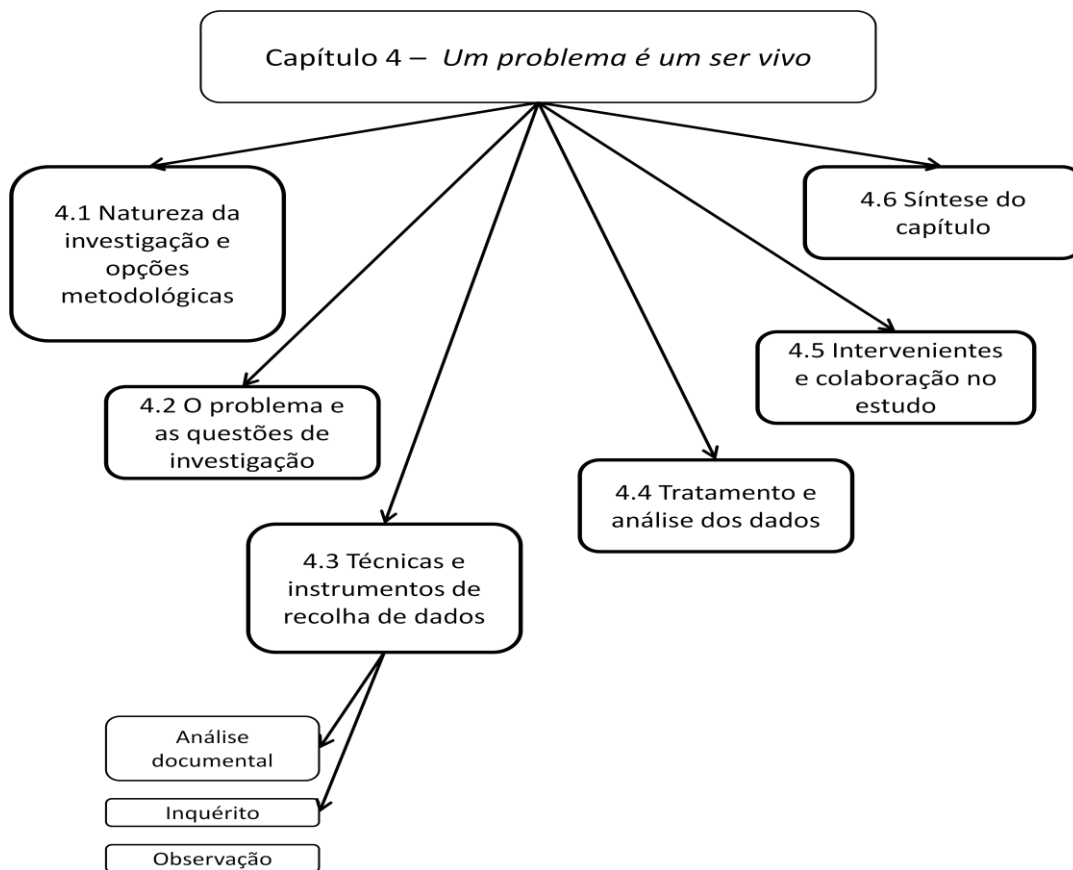 Capítulo 4 – Um problema é um ser vivo
4.1 Natureza da
investigação e
opções
metodológicas
4.2 O problema e
as questões de
investigação
4.3 Técnicas e
instrumentos de
recolha de dados
Análise
documental
Inquérito
Observação
4.4 Tratamento e
análise dos dados
4.5 Intervenientes
e colaboração no
estudo
4.6 Síntese do
capítulo